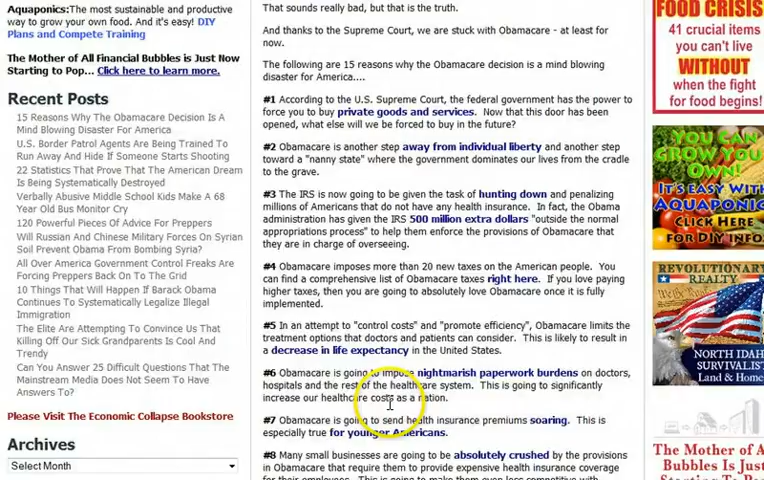 Aquaponics:The most sustainable and productive
way to grow your own food. And it's easy! DIY
Plans and Compete Training
The Mother of All Financial Bubbles is Just Now
Starting to Pop... Click here to learn more.
Recent Posts
15 Reasons Why The Obamacare Decision Is A
Mind Blowing Disaster For America
U.S. Border Patrol Agents Are Being Trained To
Run Away And Hide If Someone Starts Shooting
22 Statistics That Prove That The American Dream
Is Being Systematically Destroyed
Verbally Abusive Middle School Kids Make A 68
Year Old Bus Monitor Cry
120 Powerful Pieces Of Advice For Preppers
Will Russian And Chinese Military Forces On Syrian
Soil Prevent Obama From Bombing Syria?
All Over America Government Control Freaks Are
Forcing Preppers Back On To The Grid
10 Things That Will Happen If Barack Obama
Continues To Systematically Legalize Illegal
Immigration
The Elite Are Attempting To Convince Us That
Killing Off Our Sick Grandparents Is Cool And
Trendy
Can You Answer 25 Difficult Questions That The
Mainstream Media Does Not Seem To Have
Answers To?
Please Visit The Economic Collapse Bookstore
Archives
Select Month
That sounds really bad, but that is the truth.
And thanks to the Supreme Court, we are stuck with Obamacare - at least for
now.
The following are 15 reasons why the Obamacare decision is a mind blowing
disaster for America....
#1 According to the U.S. Supreme Court, the federal government has the power to
force you to buy private goods and services. Now that this door has been
opened, what else will we be forced to buy in the future?
#2 Obamacare is another step away from individual liberty and another step
toward a "nanny state" where the government dominates our lives from the cradle
to the grave.
#3 The IRS is now going to be given the task of hunting down and penalizing
millions of Americans that do not have any health insurance. In fact, the Obama
administration has given the IRS 500 million extra dollars "outside the normal
appropriations process" to help them enforce the provisions of Obamacare that
they are in charge of overseeing.
#4 Obamacare imposes more than 20 new taxes on the American people. You
can find a comprehensive list of Obamacare taxes right here. If you love paying
higher taxes, then you are going to absolutely love Obamacare once it is fully
implemented.
#5 In an attempt to "control costs" and "promote efficiency", Obamacare limits the
treatment options that doctors and patients can consider. This is likely to result in
a decrease in life expectancy in the United States.
#6 Obamacare is going to impose nightmarish paperwork burdens on doctors,
hospitals and the rest of the healthcare system. This is going to significantly
increase our healthcare costs as a nation.
#7 Obamacare is going to send health insurance premiums soaring. This is
especially true for younger Americans.
#8 Many small businesses are going to be absolutely crushed by the provisions
in Obamacare that require them to provide expensive health insurance coverage
for their employees. This is going to make them even less competitive with
FOOD CRISIS
41 crucial items
you can't live
WITHOUT
when the fight
for food begins!
YOU CAN
GROW YOUR
OWN!
IT'S EASY WITH
AQUAPONICS
CLICK HERE
FOR DIY INFO
REVOLUTIONARY
REALTY
NORTH IDAHO
SURVIVALIST
Land &
The Mother of A
Bubbles Is Just
Starting To Pop